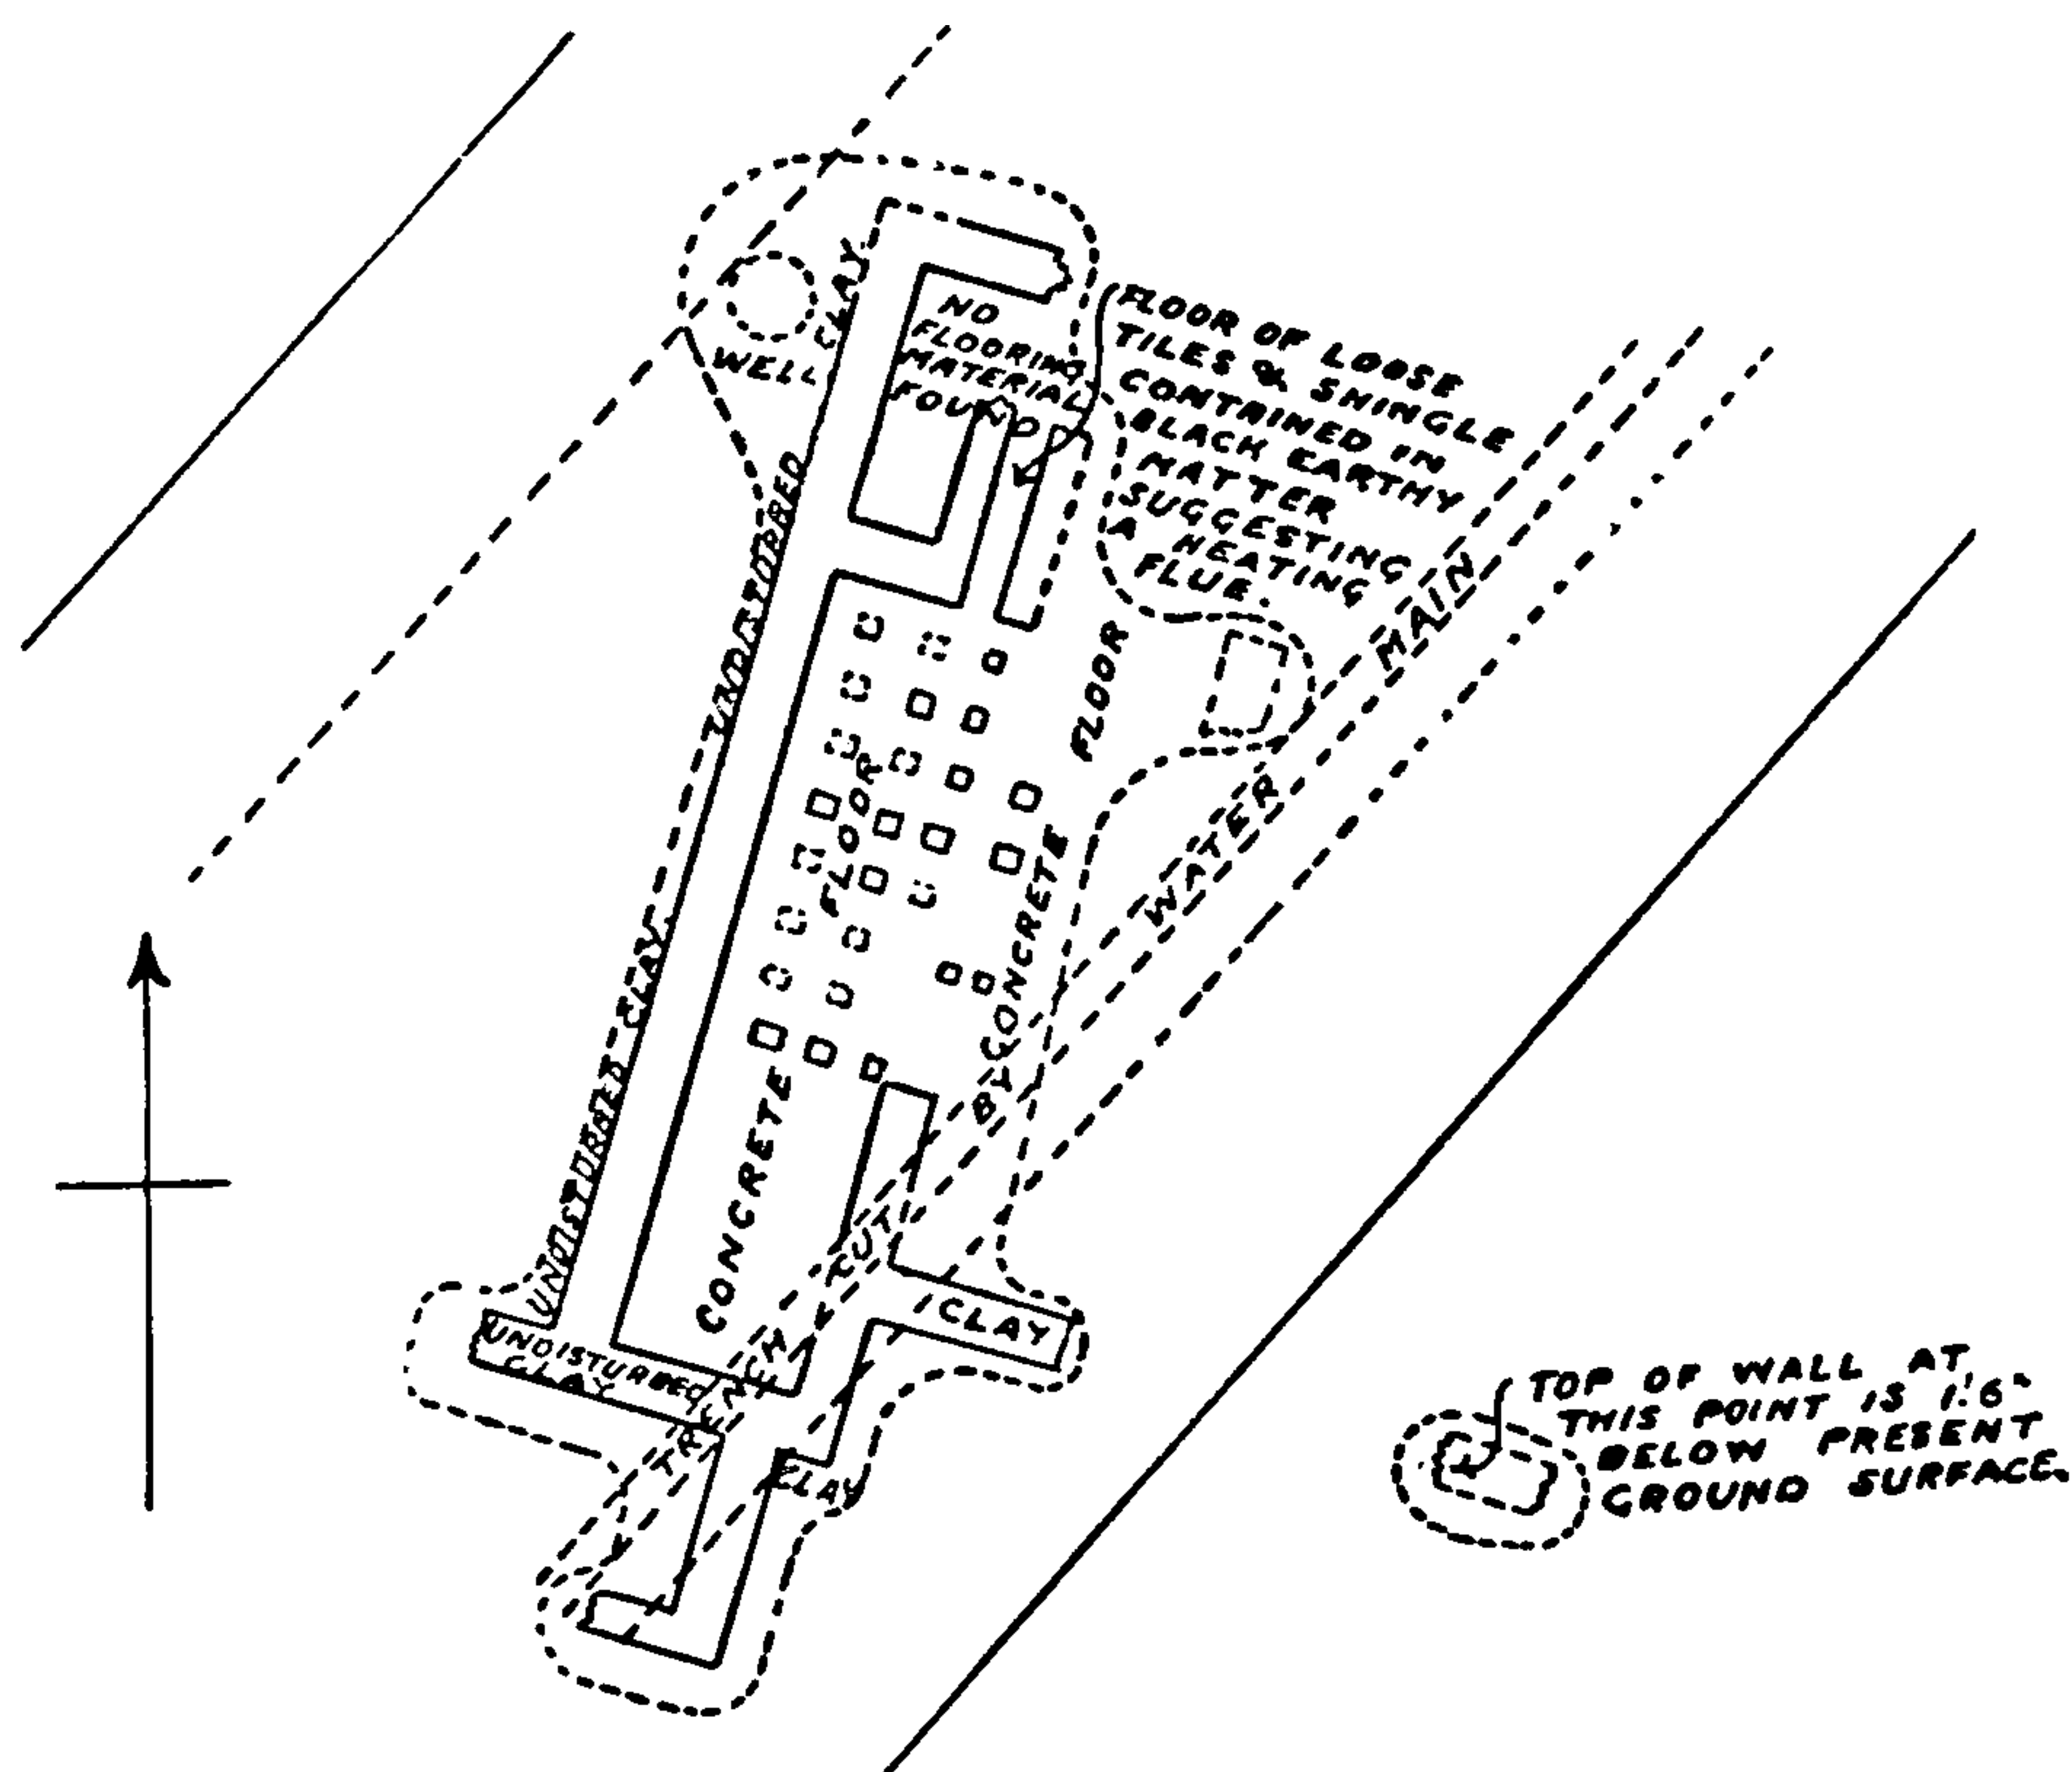 NO
FLOORING
MATERIAL
FOUND
FLOOR OF LOOSE
TILES & SHINGLE
CONTAINED IN
BLACK EARTHY
MATTER
SUGGESTING
A HEATING
FLUE.
WELL
CLAY
UNDISTURBED
CLAY
UNDISTURBED
CONCRETE FLOOR
CONCRETE FLOOR
BY
WATER MAIN
UNDISTURBED
CLAY
CLAY
CLAY
TOP OF WALL AT
THIS POINT IS 1'.6"
BELOW PRESENT
GROUND SURFACE.